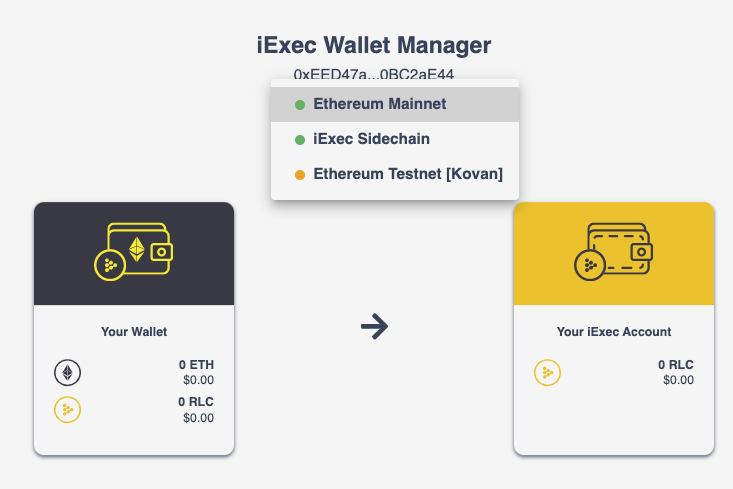 iExec Wallet Manager
0xEED47a...0BC2aE44
Ethereum Mainnet
iExec Sidechain
Ethereum Testnet [Kovan]
Your Wallet
0 ETH
$0.00
0 RLC
$0.00
Your iExec Account
0 RLC
$0.00